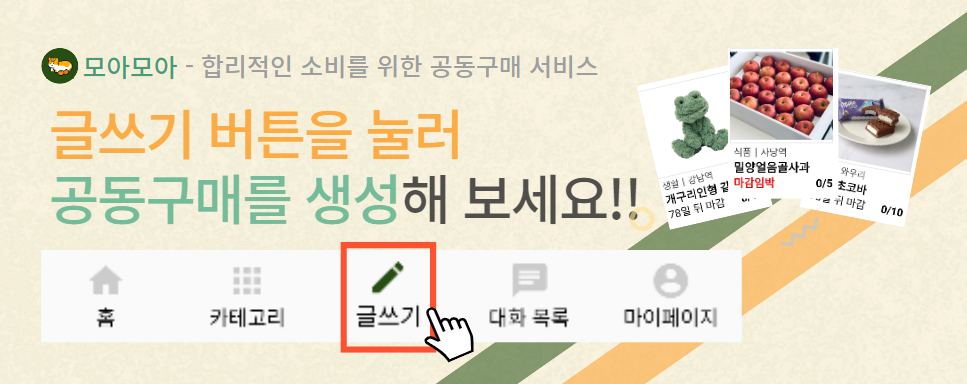 모아모아 - 합리적인 소비를 위한 공동구매 서비스
글쓰기 버튼을 눌러
공동구매를 생성해 보세요!!
홈
카테고리
글쓰기
대화 목록
마이페이지
생활 | 강남역
개구리인형
78일 뒤 마감
식품 | 사당역
밀양얼음골사과
마감임박
0/5
와우리
초코바
뒤 마감
0/10